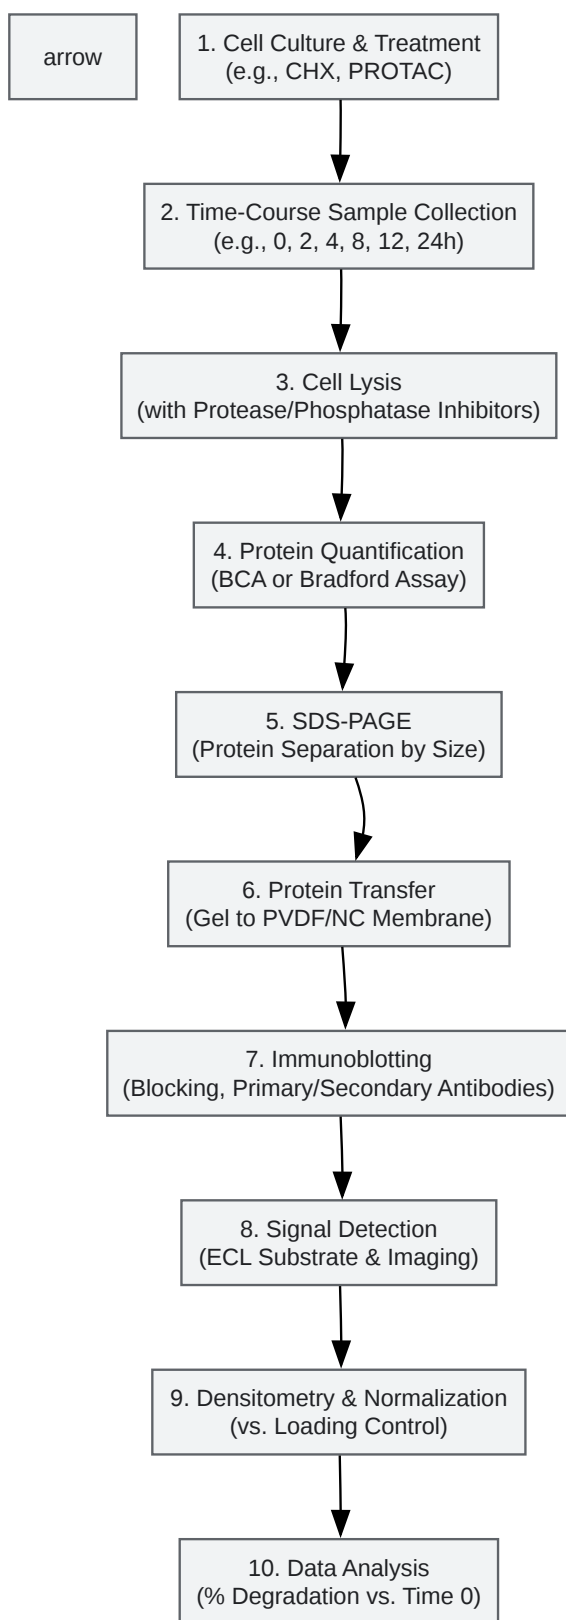 arrow
1. Cell Culture & Treatment
(e.g., CHX, PROTAC)
2. Time-Course Sample Collection
(e.g., 0, 2, 4, 8, 12, 24h)
3. Cell Lysis
(with Protease/Phosphatase Inhibitors)
4. Protein Quantification
(BCA or Bradford Assay)
5. SDS-PAGE
(Protein Separation by Size)
6. Protein Transfer
(Gel to PVDF/NC Membrane)
7. Immunoblotting
(Blocking, Primary/Secondary Antibodies)
8. Signal Detection
(ECL Substrate & Imaging)
9. Densitometry & Normalization
(vs. Loading Control)
10. Data Analysis
(% Degradation vs. Time 0)